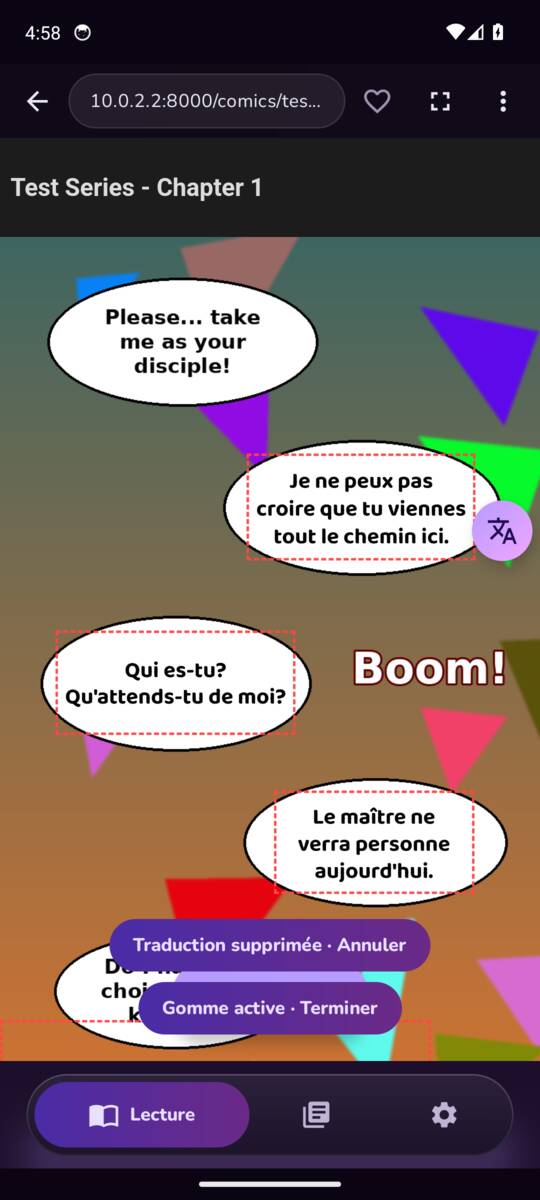 4:58
10.0.2.2:8000/comics/tes...
Test Series - Chapter 1
Please... take
me as your
disciple!
Je ne peux pas
croire que tu viennes
tout le chemin ici.
Qui es-tu?
Qu'attends-tu de moi?
Boom!
Le maître ne
verra personne
aujourd'hui.
Traduction supprimée · Annuler
Gomme active · Terminer
Lecture